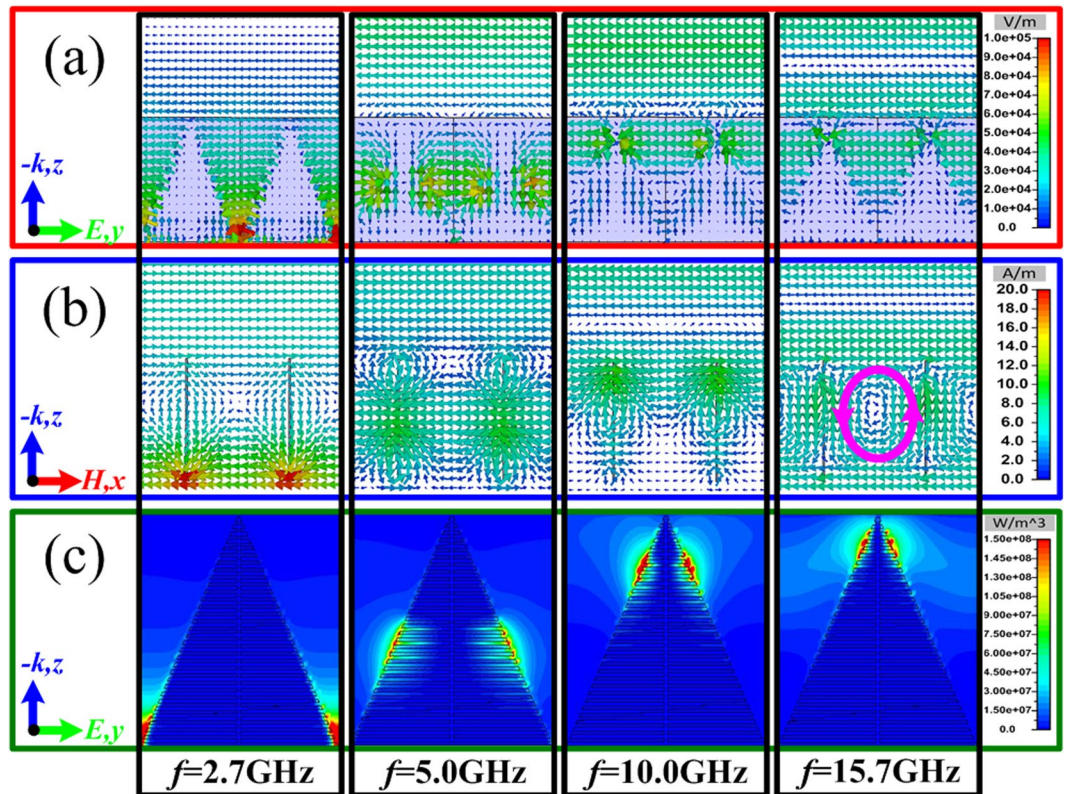 (a)
-k,z
E,y
V/m
1.0e+05
9.0e+04
8.0e+04
7.0e+04
6.0e+04
5.0e+04
4.0e+04
3.0e+04
2.0e+04
1.0e+04
0.0
(b)
-k,z
H,x
A/m
20.0
18.0
16.0
14.0
12.0
10.0
8.0
6.0
4.0
2.0
0.0
(c)
-k,z
E,y
W/m^3
1.50e+08
1.35e+08
1.20e+08
1.05e+08
9.00e+07
7.50e+07
6.00e+07
4.50e+07
3.00e+07
1.50e+07
0.0
f=2.7GHz f=5.0GHz f=10.0GHz f=15.7GHz